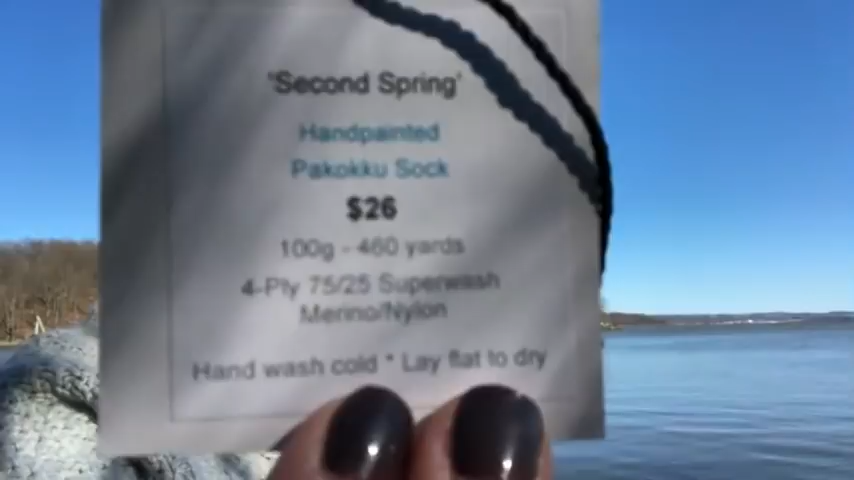 'Second Spring'
Handpainted
Pakokku Sock
$26
100g - 460 yards
4-Ply 75/25 Superwash
Merino/Nylon
Hand wash cold * Lay flat to dry